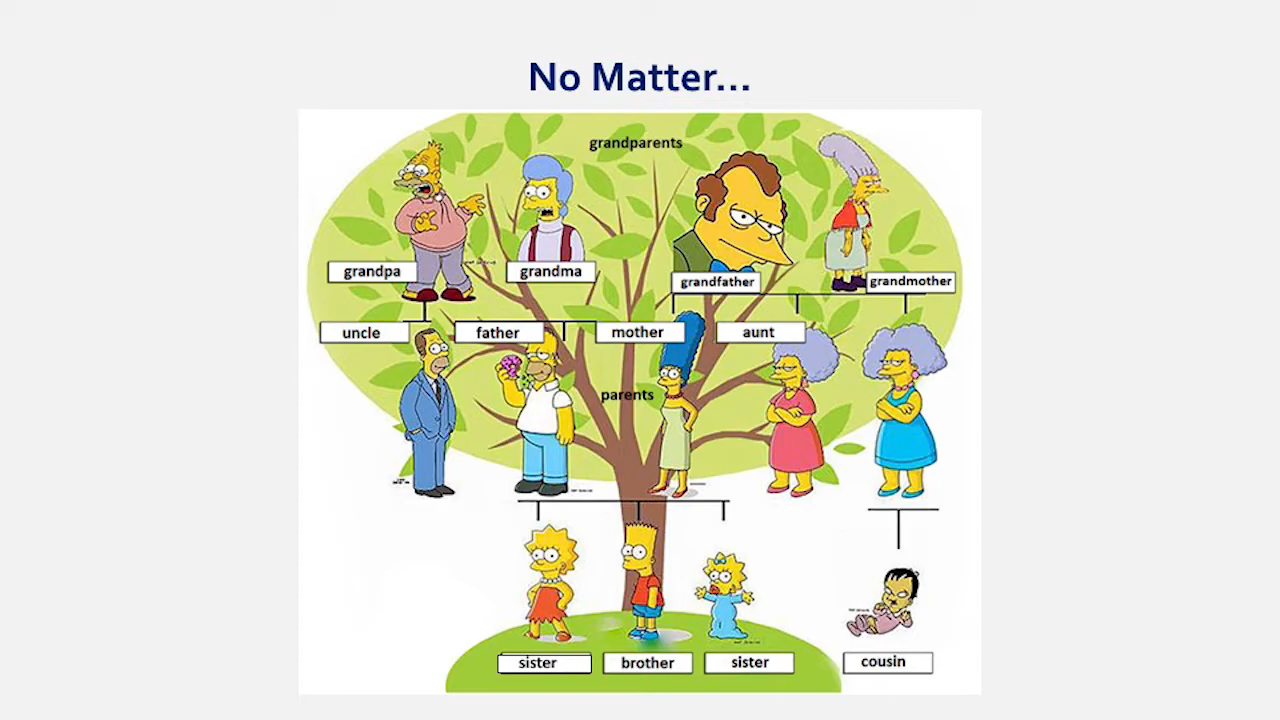 No Matter...
grandparents
grandpa
grandma
grandfather
grandmother
uncle
father
mother
aunt
parents
sister
brother
sister
cousin